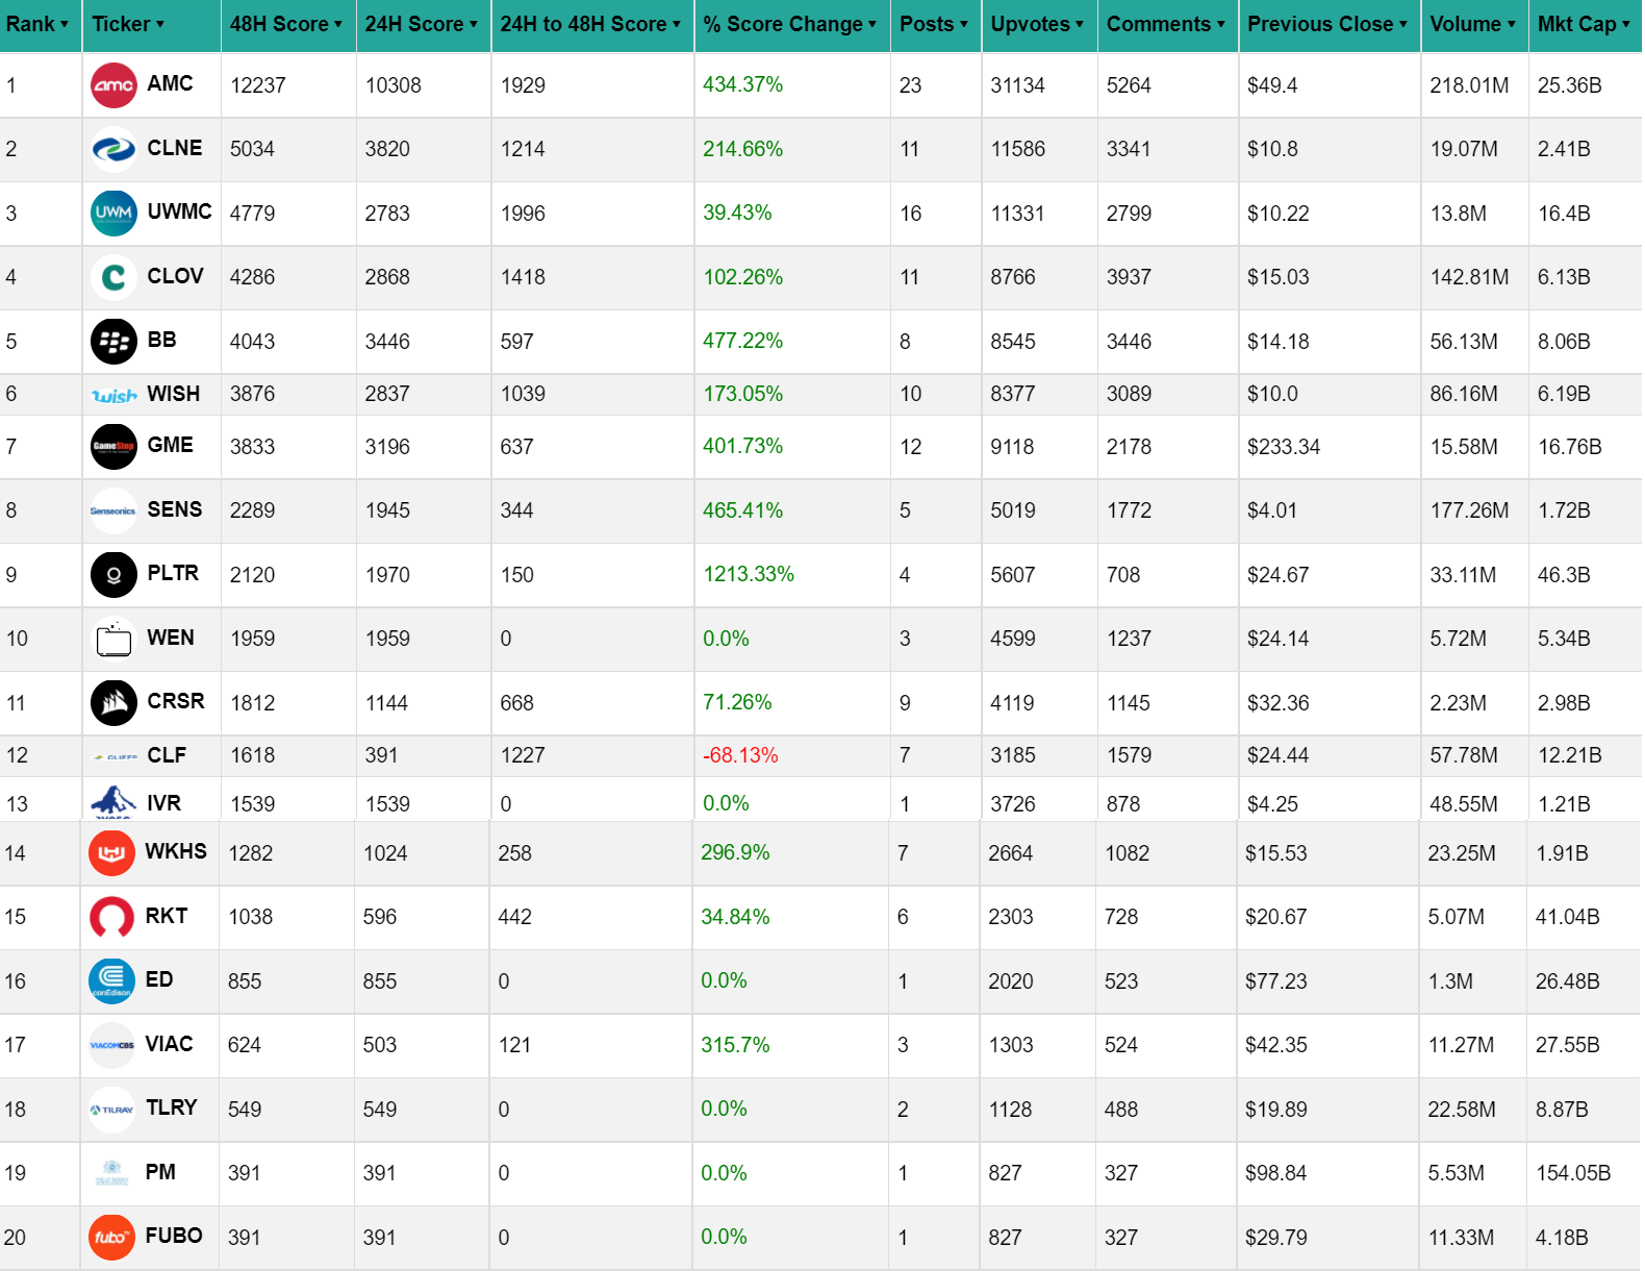 Rank Ticker 48H Score 24H Score 24H to 48H Score % Score Change Posts Upvotes Comments Previous Close Volume Mkt Cap
1 amc AMC 12237 10308 1929 434.37% 23 31134 5264 $49.4 218.01M 25.36B
2 CLNE 5034 3820 1214 214.66% 11 11586 3341 $10.8 19.07M 2.41B
3 UWM UWMC 4779 2783 1996 39.43% 16 11331 2799 $10.22 13.8M 16.4B
4 C CLOV 4286 2868 1418 102.26% 11 8766 3937 $15.03 142.81M 6.13B
5 BB 4043 3446 597 477.22% 8 8545 3446 $14.18 56.13M 8.06B
6 wish WISH 3876 2837 1039 173.05% 10 8377 3089 $10.0 86.16M 6.19B
7 GameStop GME 3833 3196 637 401.73% 12 9118 2178 $233.34 15.58M 16.76B
8 Senseonics SENS 2289 1945 344 465.41% 5 5019 1772 $4.01 177.26M 1.72B
9 PLTR 2120 1970 150 1213.33% 4 5607 708 $24.67 33.11M 46.3B
10 WEN 1959 1959 0 0.0% 3 4599 1237 $24.14 5.72M 5.34B
11 CRSR 1812 1144 668 71.26% 9 4119 1145 $32.36 2.23M 2.98B
12 CLF 1618 391 1227 -68.13% 7 3185 1579 $24.44 57.78M 12.21B
13 IVR 1539 1539 0 0.0% 1 3726 878 $4.25 48.55M 1.21B
14 WKHS 1282 1024 258 296.9% 7 2664 1082 $15.53 23.25M 1.91B
15 RKT 1038 596 442 34.84% 6 2303 728 $20.67 5.07M 41.04B
16 conEdison ED 855 855 0 0.0% 1 2020 523 $77.23 1.3M 26.48B
17 VIACOMCBS VIAC 624 503 121 315.7% 3 1303 524 $42.35 11.27M 27.55B
18 TILRAY TLRY 549 549 0 0.0% 2 1128 488 $19.89 22.58M 8.87B
19 PM 391 391 0 0.0% 1 827 327 $98.84 5.53M 154.05B
20 fubo FUBO 391 391 0 0.0% 1 827 327 $29.79 11.33M 4.18B